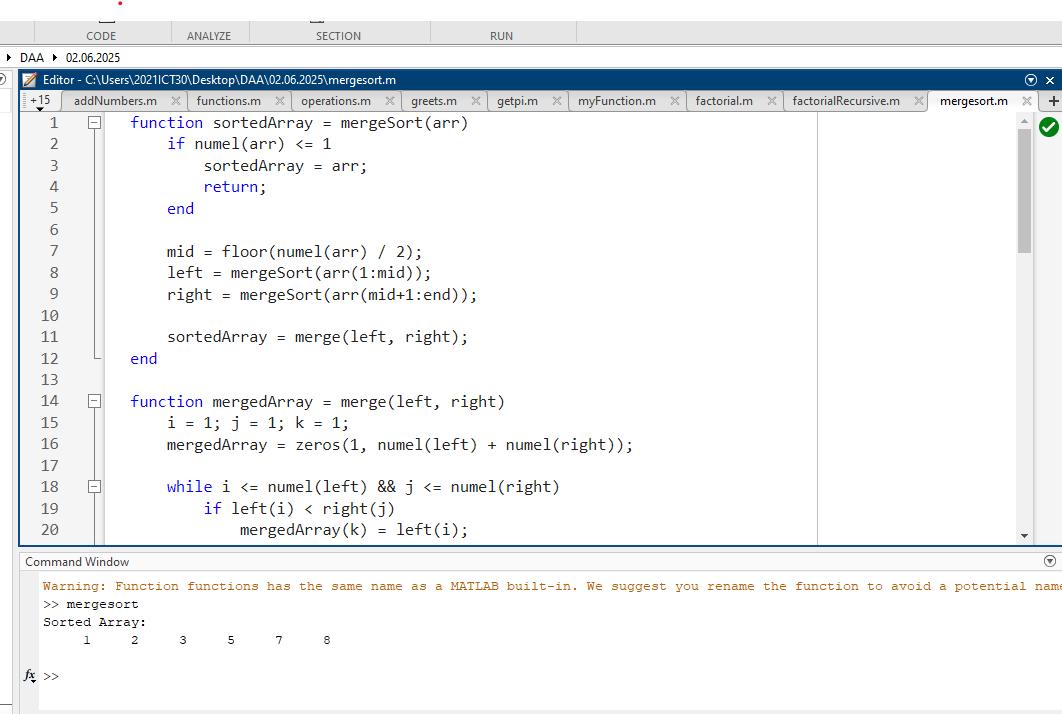 CODE ANALYZE SECTION RUN
DAA 02.06.2025
Editor - C:\Users\2021ICT30\Desktop\DAA\02.06.2025\mergesort.m
+15 addNumbers.m functions.m operations.m greets.m getpi.m myFunction.m factorial.m factorialRecursive.m mergesort.m
1 function sortedArray = mergeSort(arr)
2 if numel(arr) <= 1
3 sortedArray = arr;
4 return;
5 end
6
7 mid = floor(numel(arr) / 2);
8 left = mergeSort(arr(1:mid));
9 right = mergeSort(arr(mid+1:end));
10
11 sortedArray = merge(left, right);
12 end
13
14 function mergedArray = merge(left, right)
15 i = 1; j = 1; k = 1;
16 mergedArray = zeros(1, numel(left) + numel(right));
17
18 while i <= numel(left) && j <= numel(right)
19 if left(i) < right(j)
20 mergedArray(k) = left(i);
Command Window
Warning: Function functions has the same name as a MATLAB built-in. We suggest you rename the function to avoid a potential name
>> mergesort
Sorted Array:
1 2 3 5 7 8
fx >>